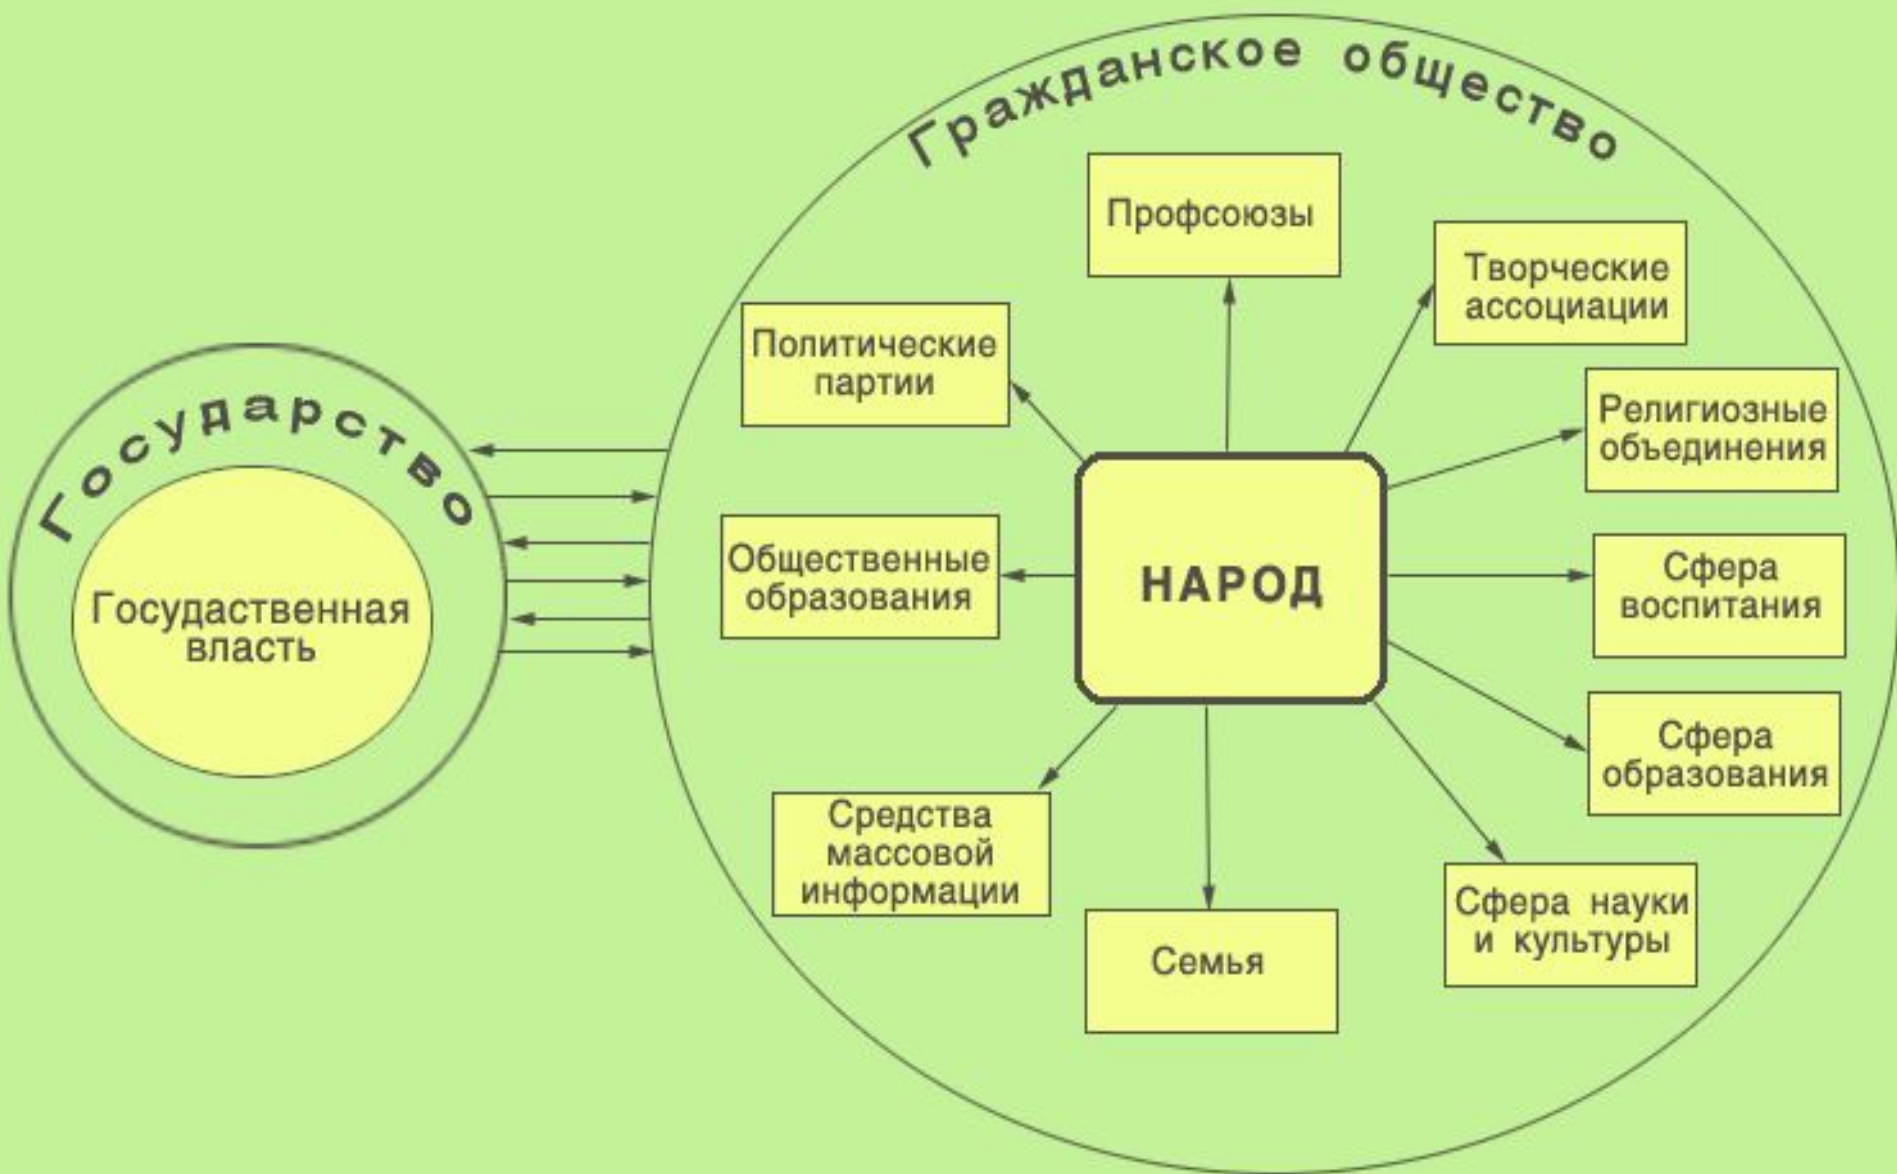 Гражданское общество
Профсоюзы
Творческие
ассоциации
Политические
партии
Религиозные
объединения
Государство
Государственная
власть
Общественные
образования
НАРОД
Сфера
воспитания
Сфера
образования
Средства
массовой
информации
Семья
Сфера науки
и культуры